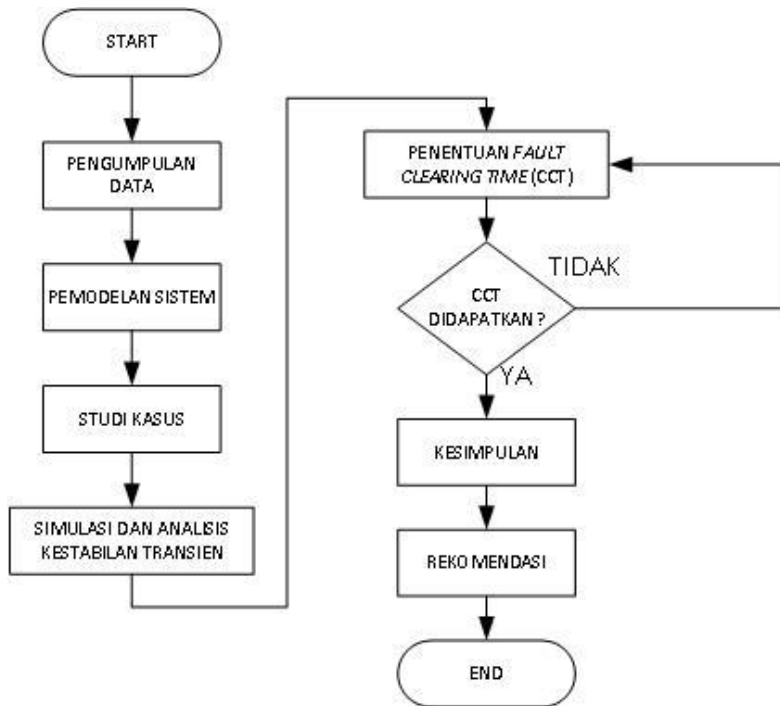 START
PENGUMPULAN
DATA
PEMODELAN SISTEM
STUDI KASUS
SIMULASI DAN ANALISIS
KESTABILAN TRANSIEN
PENENTUAN FAULT
CLEARING TIME (CCT)
CCT
DIDAPATKAN ?
TIDAK
YA
KESIMPULAN
REKOMENDASI
END